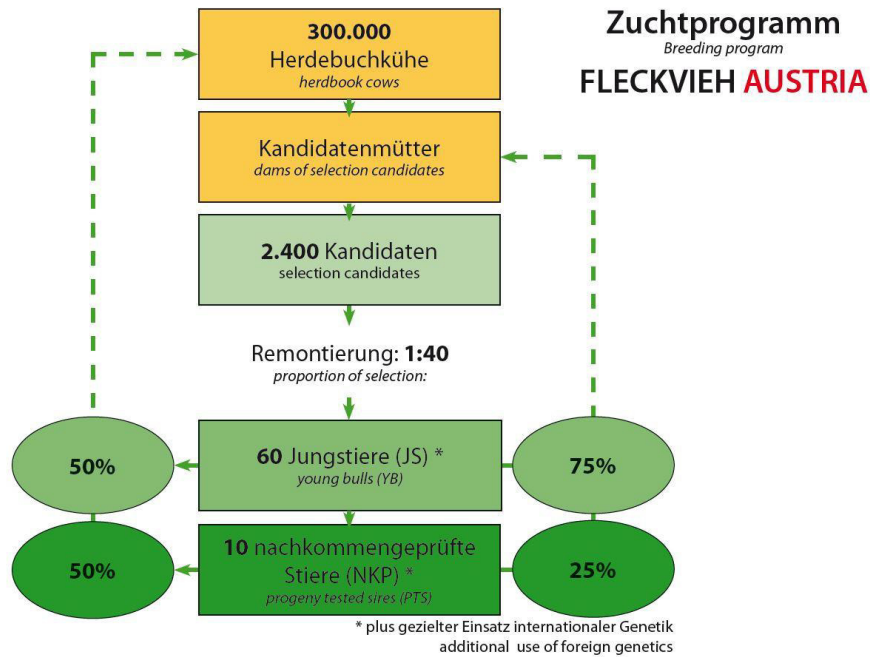 Zuchtprogramm
Breeding program
FLECKVIEH AUSTRIA
300.000
Herdebuchkühe
herdbook cows
Kandidatenmütter
dams of selection candidates
2.400 Kandidaten
selection candidates
Remontierung: 1:40
proportion of selection:
50%
60 Jungstiere (JS) *
young bulls (YB)
75%
50%
10 nachkommengeprüfte
Stiere (NKP) *
progeny tested sires (PTS)
25%
* plus gezielter Einsatz internationaler Genetik
additional use of foreign genetics